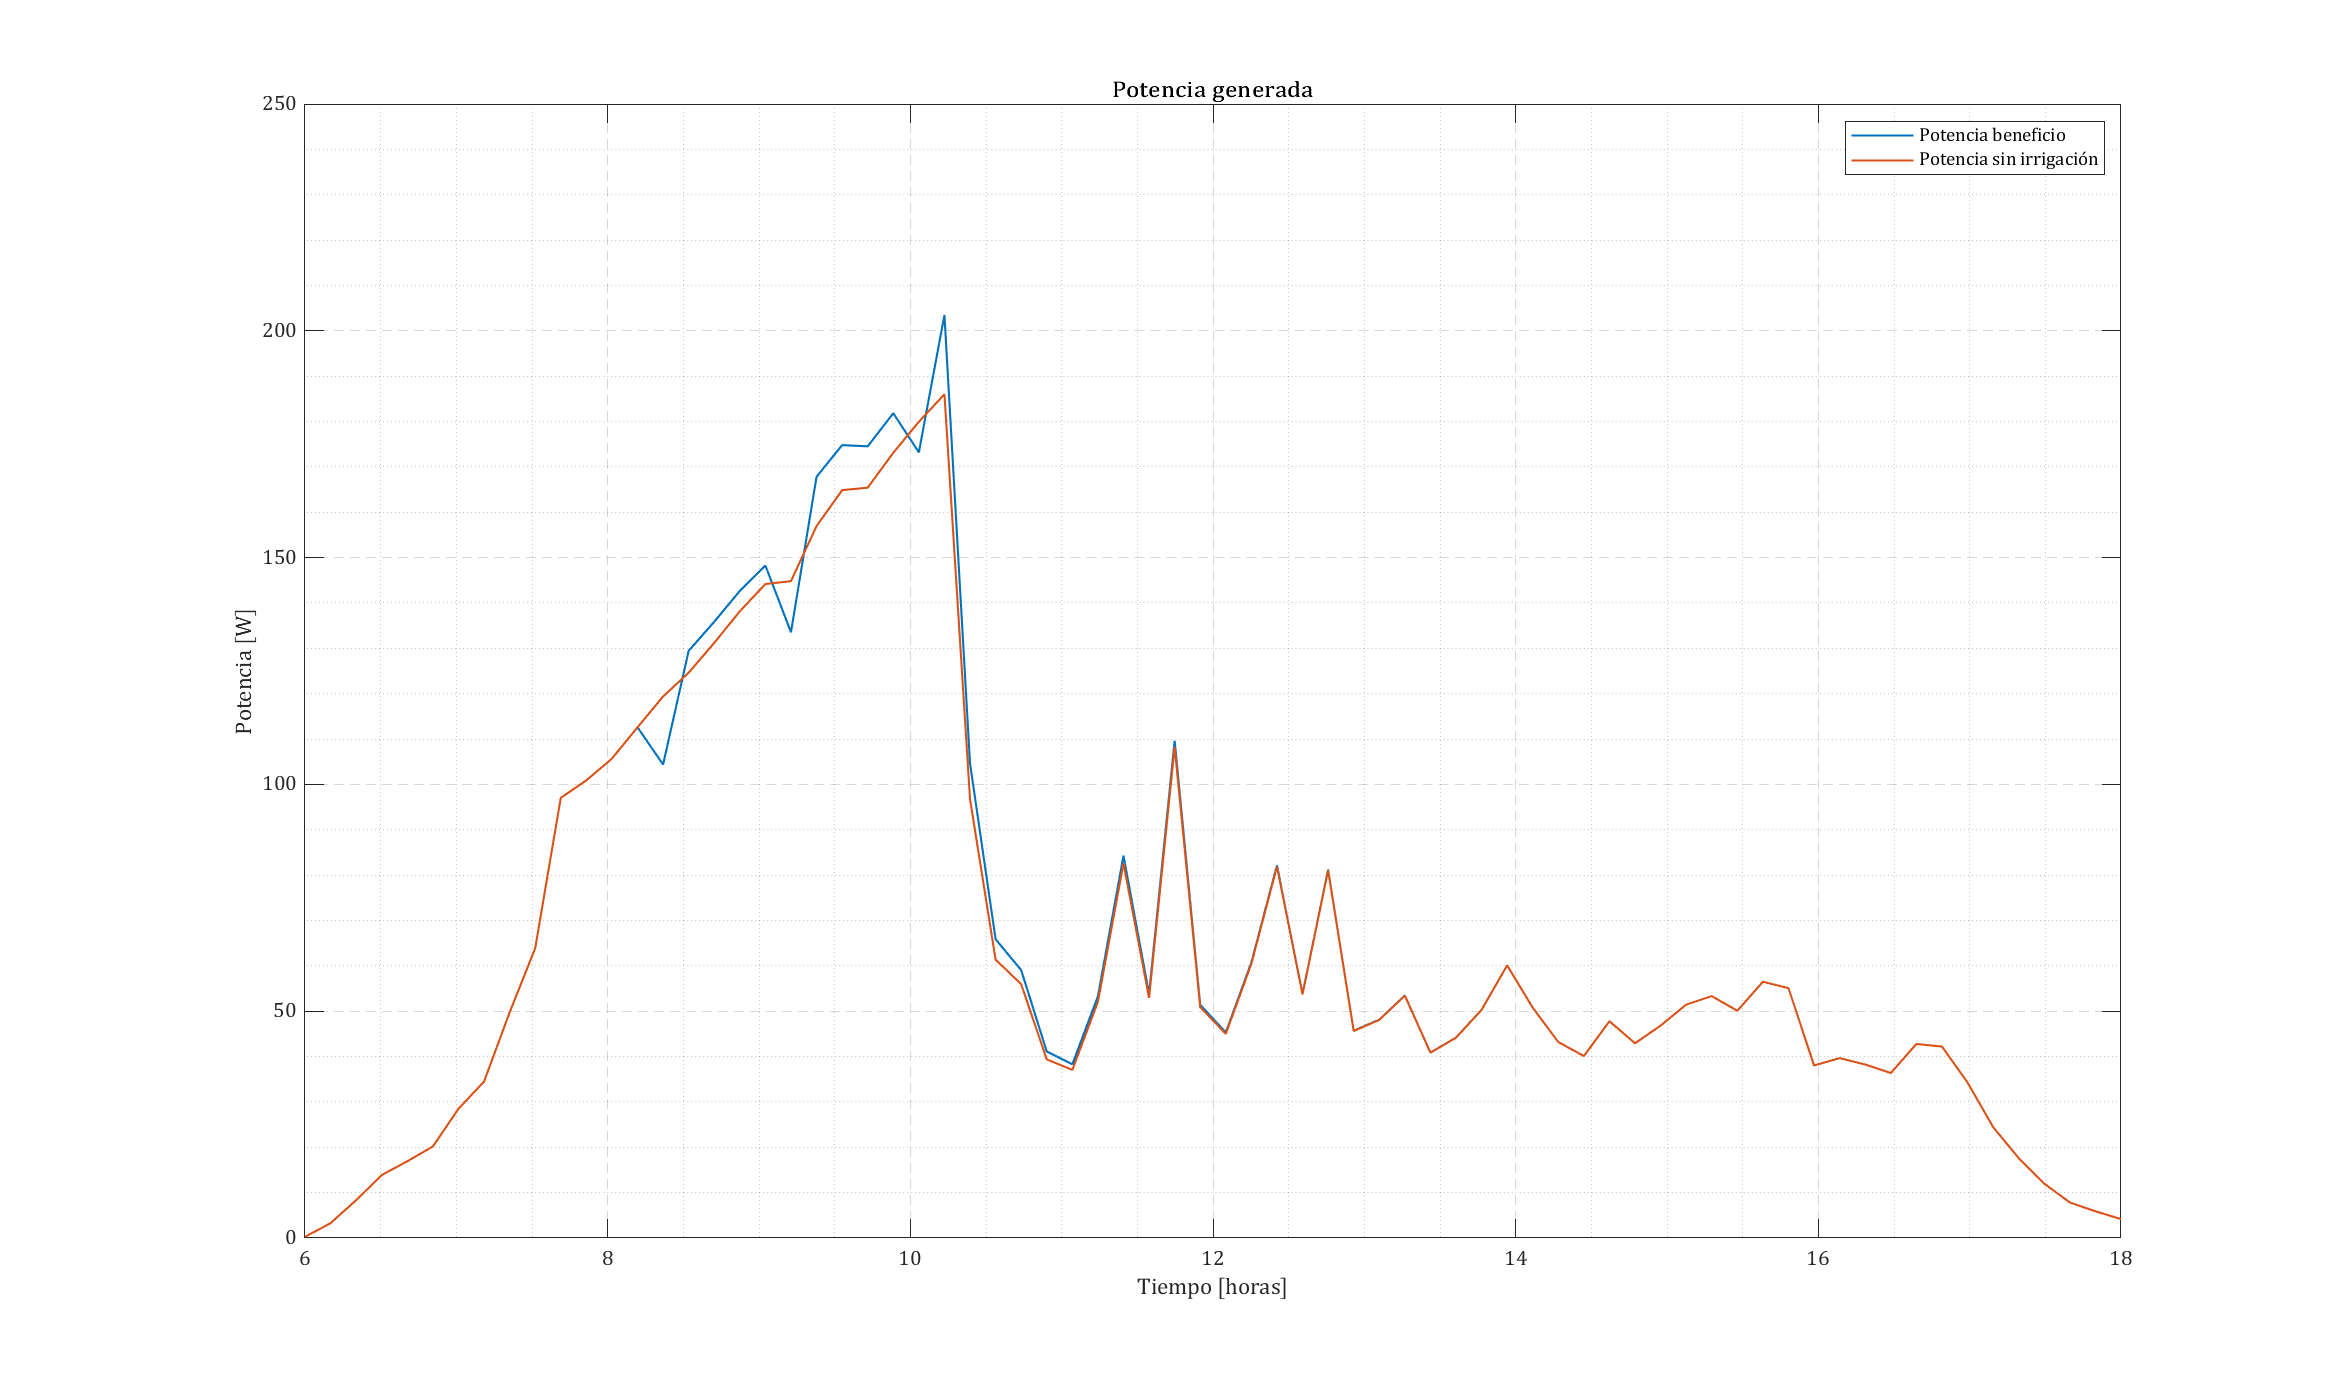 Potencia generada
250
Potencia beneficio
Potencia sin irrigación
200
150
100
50
0
Potencia [W]
6 8 10 12 14 16 18
Tiempo [horas]